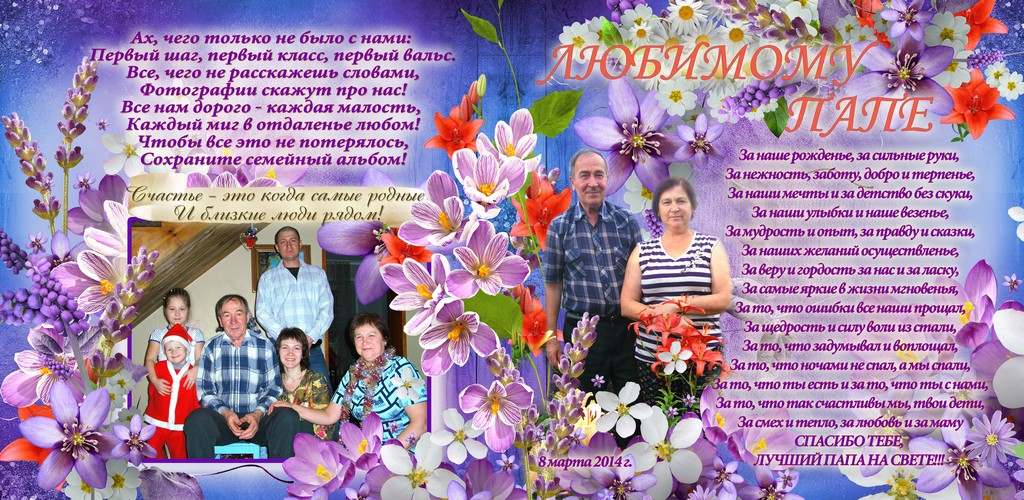 Ах, чего только не было с нами:
Первый шаг, первый класс, первый вальс.
Все, чего не расскажешь словами,
Фотографии скажут про нас!
Все нам дорого - каждая малость,
Каждый миг в отдаленье любом!
Чтобы все это не потерялось,
Сохраните семейный альбом!
Счастье - это когда самые родные
И близкие люди рядом!
ЛЮБИМОМУ
ПАПЕ
За наше рожденье, за сильные руки,
За нежность, заботу, добро и терпенье,
За наши мечты и за детство без скуки,
За наши улыбки и наше везенье,
За мудрость и опыт, за правду и сказки,
За наших желаний осуществленье,
За веру и гордость за нас и за ласку,
За самые яркие в жизни мгновенья,
За то, что ошибки все наши прощал,
За щедрость и силу воли из стали,
За то, что задумывал и воплощал,
За то, что ночами не спал, а мы спали,
За то, что ты есть и за то, что ты с нами,
За то, что так счастливы мы, твои дети,
За смех и тепло, за любовь и за маму
СПАСИБО ТЕБЕ,
ЛУЧШИЙ ПАПА НА СВЕТЕ!!!
8 марта 2014 г.